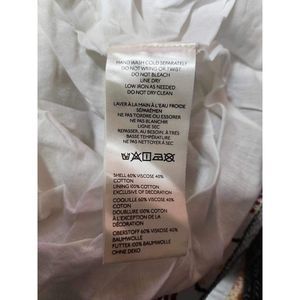 HAND WASH COLD SEPARATELY
DO NOT WRING OR TWIST
DO NOT BLEACH
LINE DRY
LOW IRON AS NEEDED
DO NOT DRY CLEAN
LAVER À LA MAIN À L'EAU FROIDE
SÉPARÉMEN
NE PAS TORDRE OU ESSORER
NE PAS BLANCHIR
LIGNE SEC
REPASSER, AU BESOIN, À TRÈS
BASSE TEMPÉRATURE
NE PAS NETTOYER À SEC
SHELL 60% VISCOSE 40%
COTTON
LINING 100% COTTON
EXCLUSIVE OF DECORATION
COQUILLE 60% VISCOSE 40%
COTON
DOUBLURE 100% COTON
À L'EXCEPTION DE LA
DÉCORATION
OBERSTOFF 60% VISKOSE 40%
BAUMWOLLE
FUTTER 100% BAUMWOLLE
OHNE DEKO